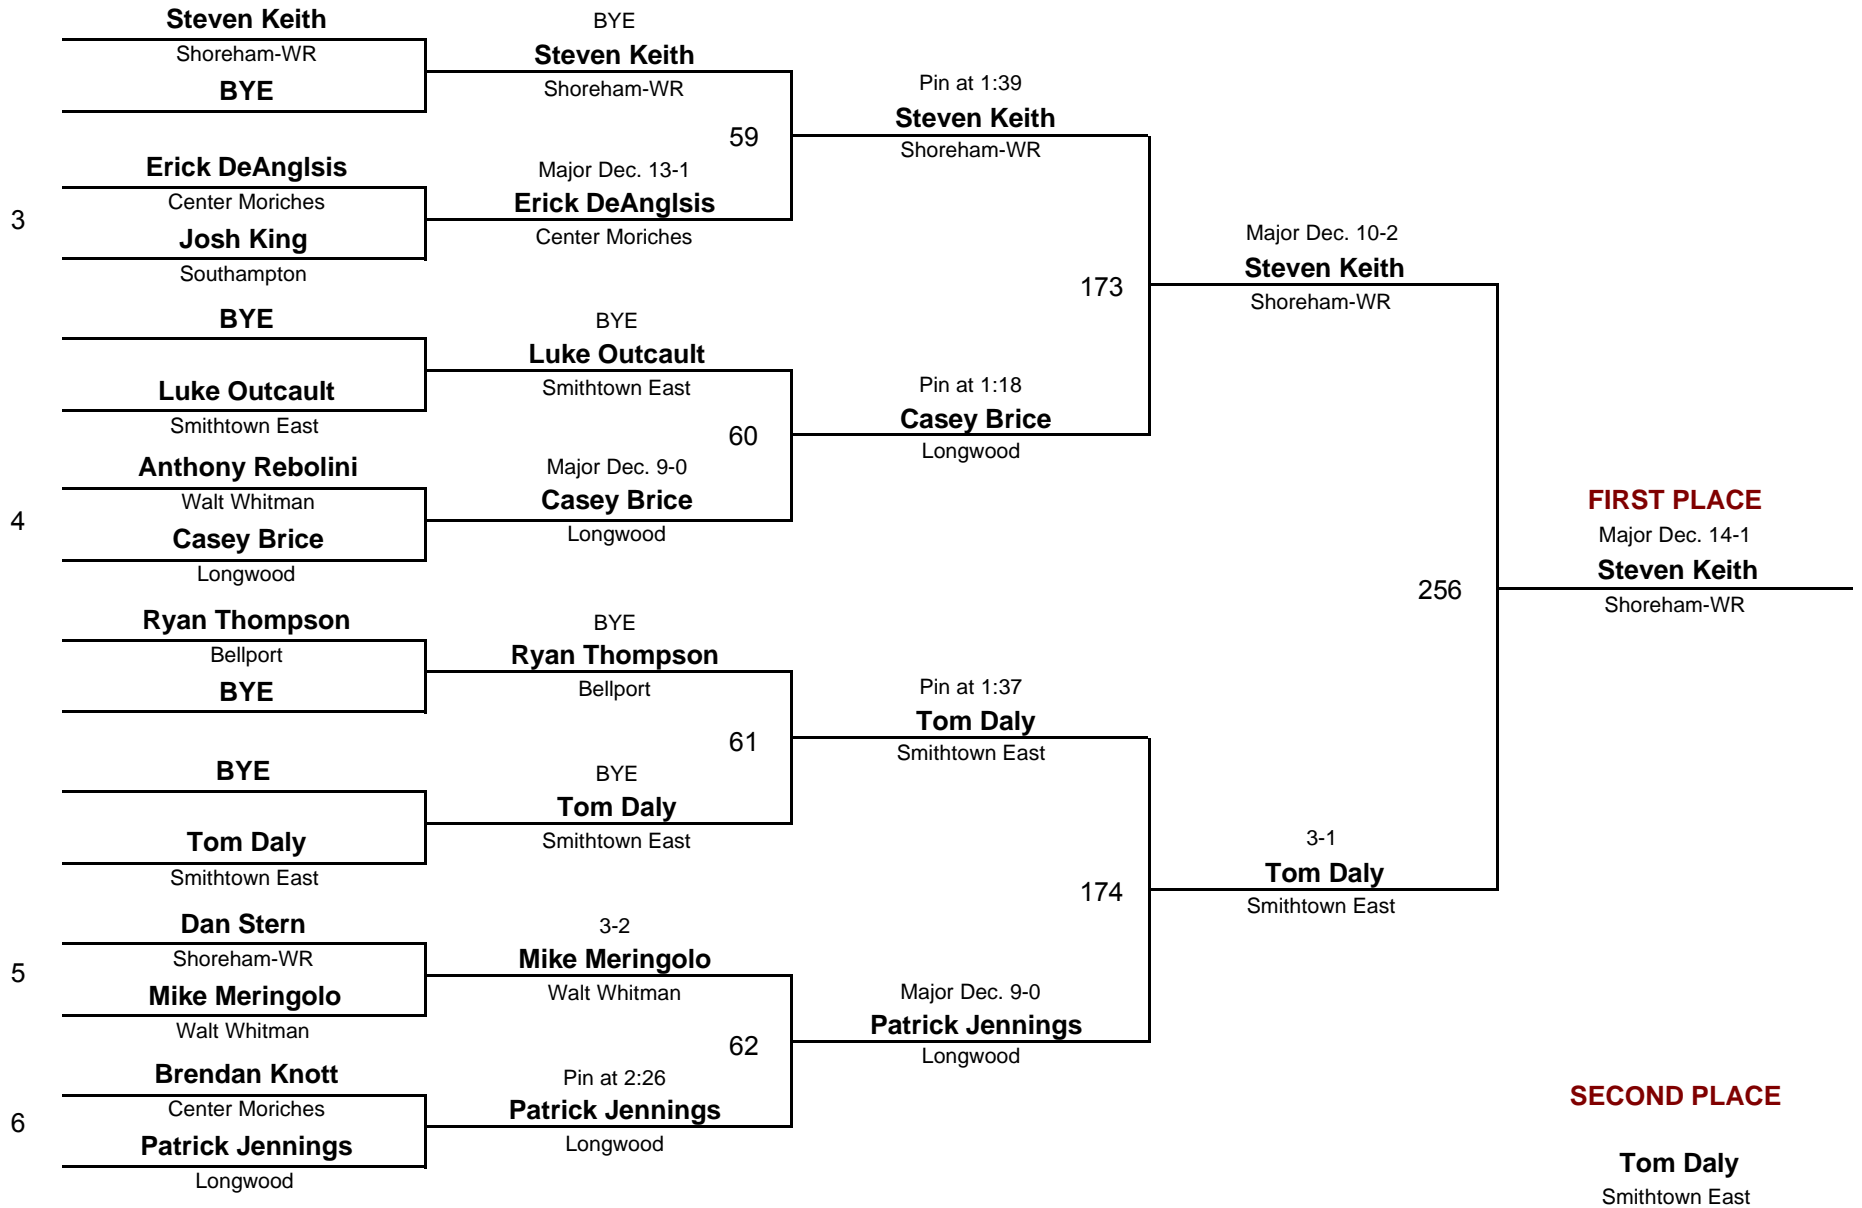 Steven Keith
Shoreham-WR
BYE
3
Erick DeAnglsis
Center Moriches
Josh King
Southampton
BYE
Luke Outcault
Smithtown East
4
Anthony Rebolini
Walt Whitman
Casey Brice
Longwood
Ryan Thompson
Bellport
BYE
BYE
Tom Daly
Smithtown East
5
Dan Stern
Shoreham-WR
Mike Meringolo
Walt Whitman
6
Brendan Knott
Center Moriches
Patrick Jennings
Longwood
BYE
Steven Keith
Shoreham-WR
59
Major Dec. 13-1
Erick DeAnglsis
Center Moriches
BYE
Luke Outcault
Smithtown East
60
Major Dec. 9-0
Casey Brice
Longwood
BYE
Ryan Thompson
Bellport
61
BYE
Tom Daly
Smithtown East
3-2
Mike Meringolo
Walt Whitman
62
Pin at 2:26
Patrick Jennings
Longwood
Pin at 1:39
Steven Keith
Shoreham-WR
173
Pin at 1:18
Casey Brice
Longwood
Pin at 1:37
Tom Daly
Smithtown East
174
Major Dec. 9-0
Patrick Jennings
Longwood
Major Dec. 10-2
Steven Keith
Shoreham-WR
256
3-1
Tom Daly
Smithtown East
FIRST PLACE
Major Dec. 14-1
Steven Keith
Shoreham-WR
SECOND PLACE
Tom Daly
Smithtown East